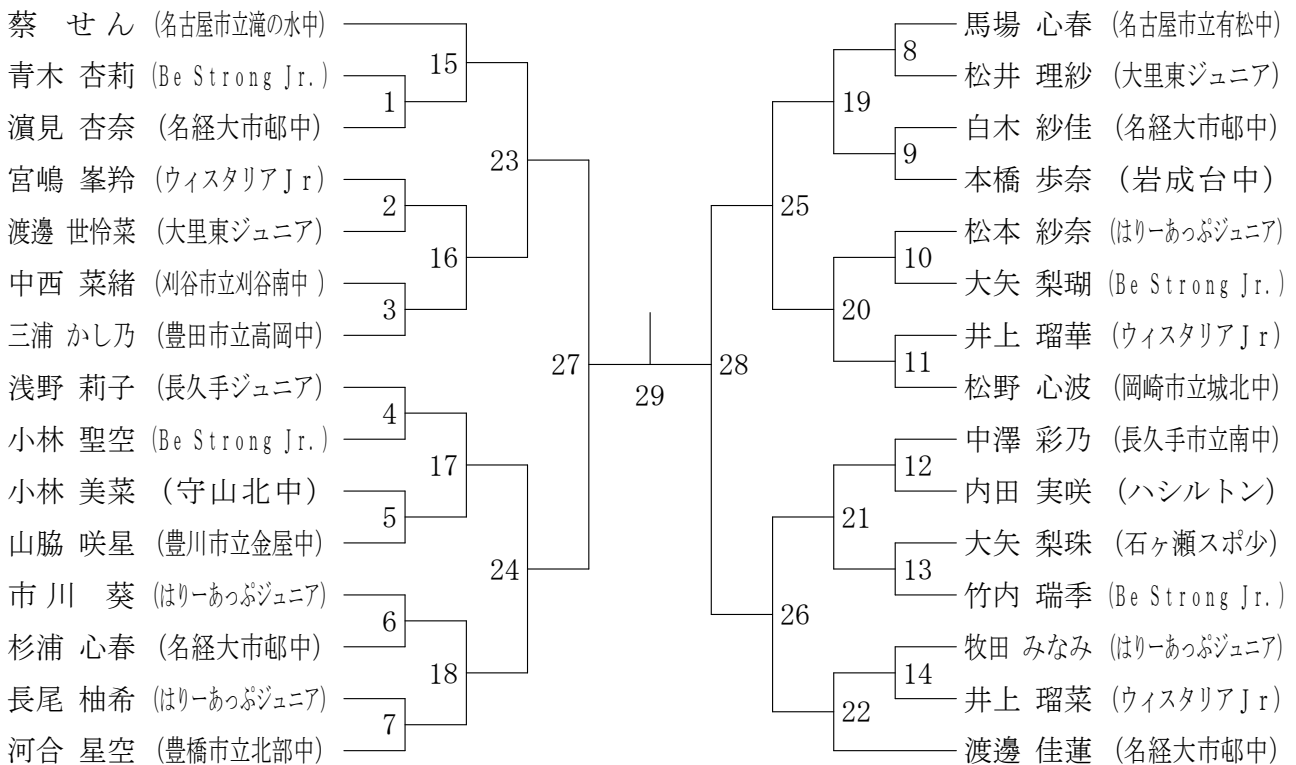 蔡 せん (名古屋市立滝の水中)
青木 杏莉 (Be Strong Jr.)
濵見 杏奈 (名経大市邨中)
宮嶋 峯羚 (ウィスタリアJr)
渡邊 世怜菜 (大里東ジュニア)
中西 菜緒 (刈谷市立刈谷南中)
三浦 かし乃 (豊田市立高岡中)
浅野 莉子 (長久手ジュニア)
小林 聖空 (Be Strong Jr.)
小林 美菜 (守山北中)
山脇 咲星 (豊川市立金屋中)
市川 葵 (はりーあっぷジュニア)
杉浦 心春 (名経大市邨中)
長尾 柚希 (はりーあっぷジュニア)
河合 星空 (豊橋市立北部中)
1
2
3
4
5
6
7
15
16
17
18
23
24
27
29
28
25
26
19
20
21
22
8
9
10
11
12
13
14
馬場 心春 (名古屋市立有松中)
松井 理紗 (大里東ジュニア)
白木 紗佳 (名経大市邨中)
本橋 歩奈 (岩成台中)
松本 紗奈 (はりーあっぷジュニア)
大矢 梨瑚 (Be Strong Jr.)
井上 瑠華 (ウィスタリアJr)
松野 心波 (岡崎市立城北中)
中澤 彩乃 (長久手市立南中)
内田 実咲 (ハシルトン)
大矢 梨珠 (石ヶ瀬スポ少)
竹内 瑞季 (Be Strong Jr.)
牧田 みなみ (はりーあっぷジュニア)
井上 瑠菜 (ウィスタリアJr)
渡邊 佳蓮 (名経大市邨中)